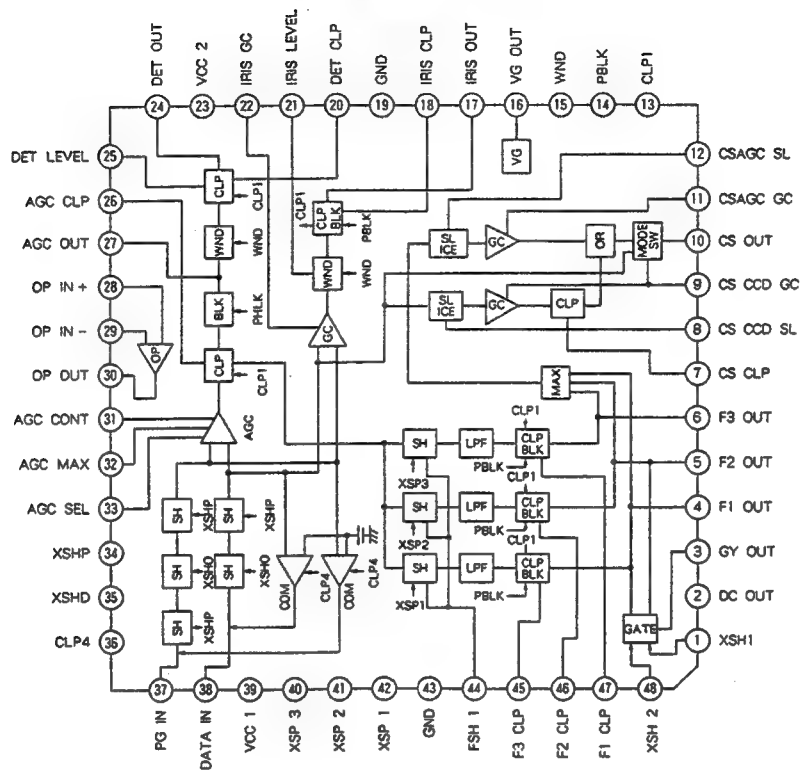 DET OUT
VCC 2
IRIS GC
IRIS LEVEL
DET CLP
GND
IRIS CLP
IRIS OUT
VG OUT
WND
PBLK
CLP1
24
23
22
21
20
19
18
17
16
15
14
13
DET LEVEL
25
AGC CLP
26
AGC OUT
27
OP IN +
28
OP IN -
29
OP OUT
30
AGC CONT
31
AGC MAX
32
AGC SEL
33
XSHP
34
XSHD
35
CLP4
36
12
CSAGC SL
11
CSAGC GC
10
CS OUT
9
CS CCD GC
8
CS CCD SL
7
CS CLP
6
F3 OUT
5
F2 OUT
4
F1 OUT
3
GY OUT
2
DC OUT
1
XSH1
VG
CLP
CLP1
WND
WND
BLK
PHLK
CLP
CLP1
OP
AGC
CLP1
CLP
BLK
PBLK
WND
WND
GC
SL
ICE
GC
OR
MODE
SW
SL
ICE
GC
CLP
MAX
SH
XSHP
SH
XSHP
SH
XSHO
SH
XSHO
SH
XSHP
COM
CLP4
COM
CLP4
CLP1
SH
LPF
CLP
BLK
XSP3
PBLK
CLP1
SH
LPF
CLP
BLK
XSP2
PBLK
CLP1
SH
LPF
CLP
BLK
XSP1
PBLK
GATE
37
38
39
40
41
42
43
44
45
46
47
48
PG IN
DATA IN
VCC 1
XSP 3
XSP 2
XSP 1
GND
FSH 1
F3 CLP
F2 CLP
F1 CLP
XSH 2